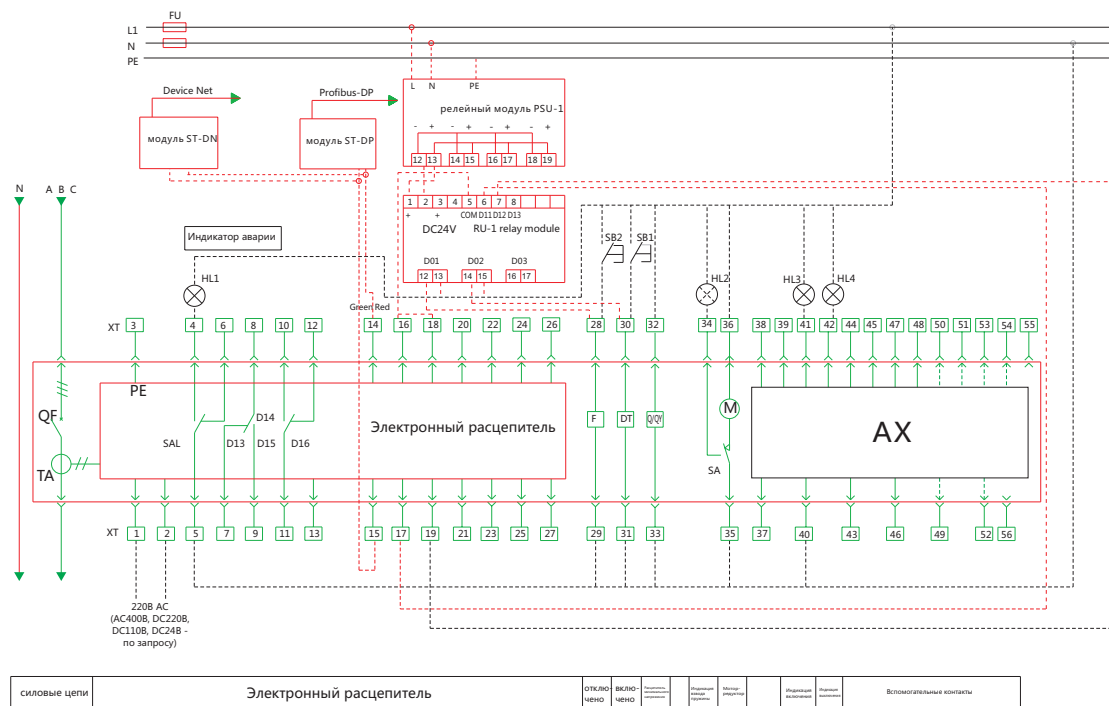 FU
L1
N
PE
L N PE
Device Net
Profibus-DP
релейный модуль PSU-1
модуль ST-DN
модуль ST-DP
- + - + - + - +
12 13 14 15 16 17 18 19
N A B C
1 2 3 4 5 6 7 8
+ + COM D11 D12 D13
DC24V RU-1 relay module
Индикатор аварии
SB2 SB1
D01 D02 D03
12 13 14 15 16 17
HL1
HL2
HL3
HL4
Green Red
XT 3 4 6 8 10 12 14 16 18 20 22 24 26 28 30 32 34 36 38 39 41 42 44 45 47 48 50 51 53 54 55
PE
QF
D14
SAL D13 D15 D16
Электронный расцепитель
F DT Q/QY
M
AX
TA
SA
XT 1 2 5 7 9 11 13 15 17 19 21 23 25 27 29 31 33 35 37 40 43 46 49 52 56
220В AC
(AC400В, DC220В,
DC110В, DC24В -
по запросу)
силовые цепи
Электронный расцепитель
отклю-
чено
вклю-
чено
Индикация
взвода
пружины
Мотор-
редуктор
Индикация
включения
Вспомогательные контакты